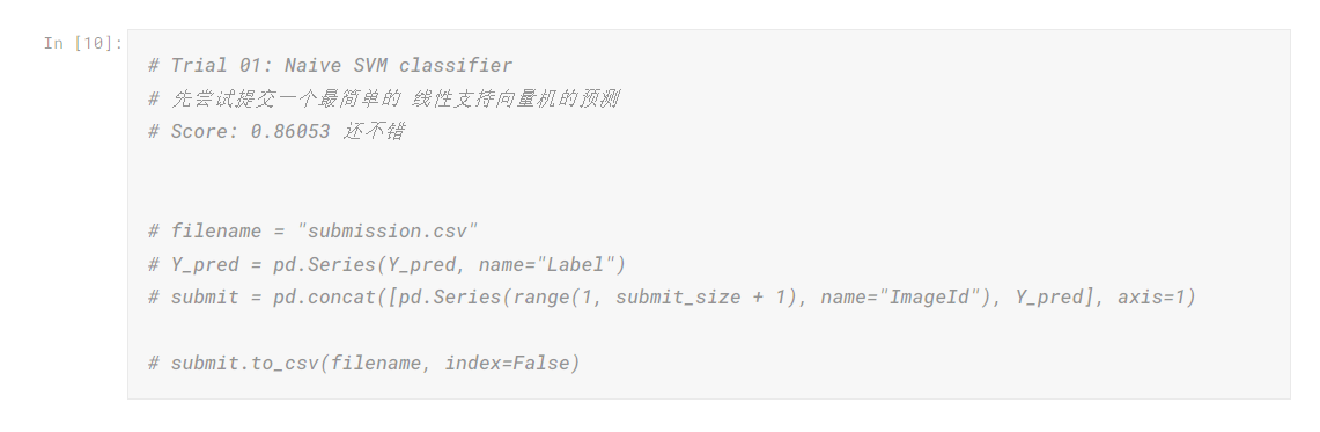 In [10]:
# Trial 01: Naive SVM classifier
# 先尝试提交一个最简单的 线性支持向量机的预测
# Score: 0.86053 还不错
# filename = "submission.csv"
# Y_pred = pd.Series(Y_pred, name="Label")
# submit = pd.concat([pd.Series(range(1, submit_size + 1), name="ImageId"), Y_pred], axis=1)
# submit.to_csv(filename, index=False)